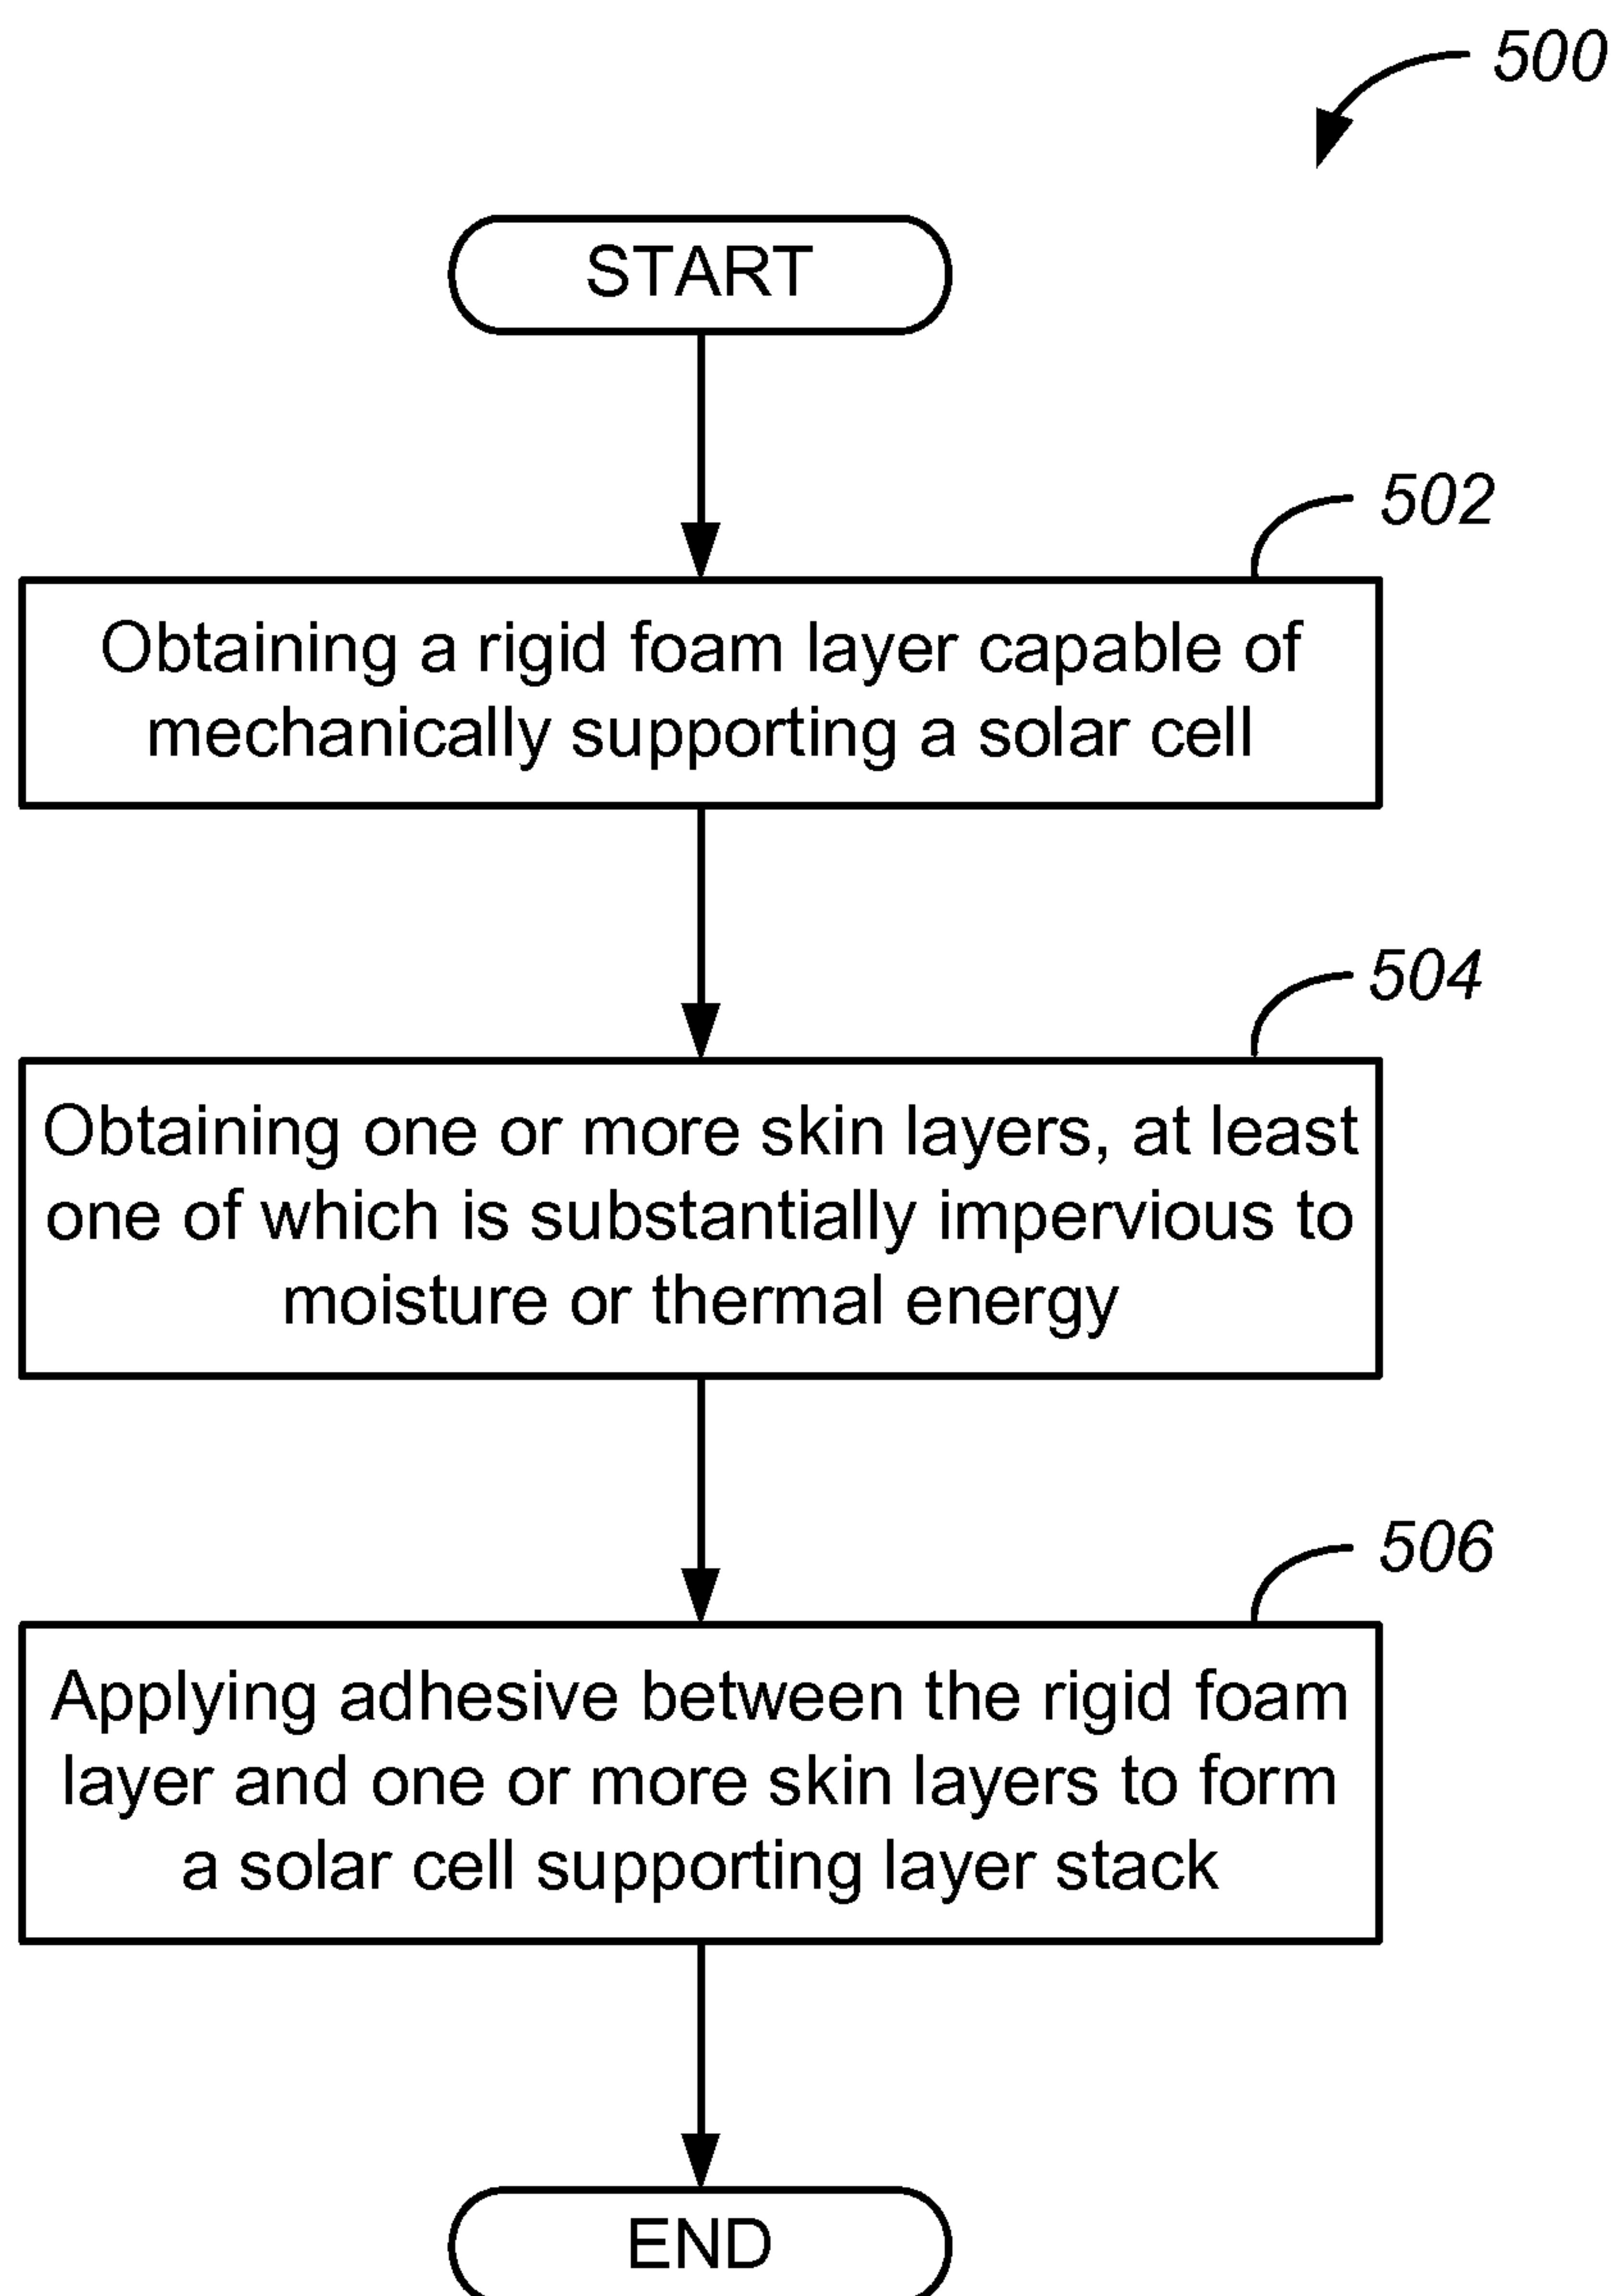 500
START
502
Obtaining a rigid foam layer capable of
mechanically supporting a solar cell
504
Obtaining one or more skin layers, at least
one of which is substantially impervious to
moisture or thermal energy
506
Applying adhesive between the rigid foam
layer and one or more skin layers to form
a solar cell supporting layer stack
END